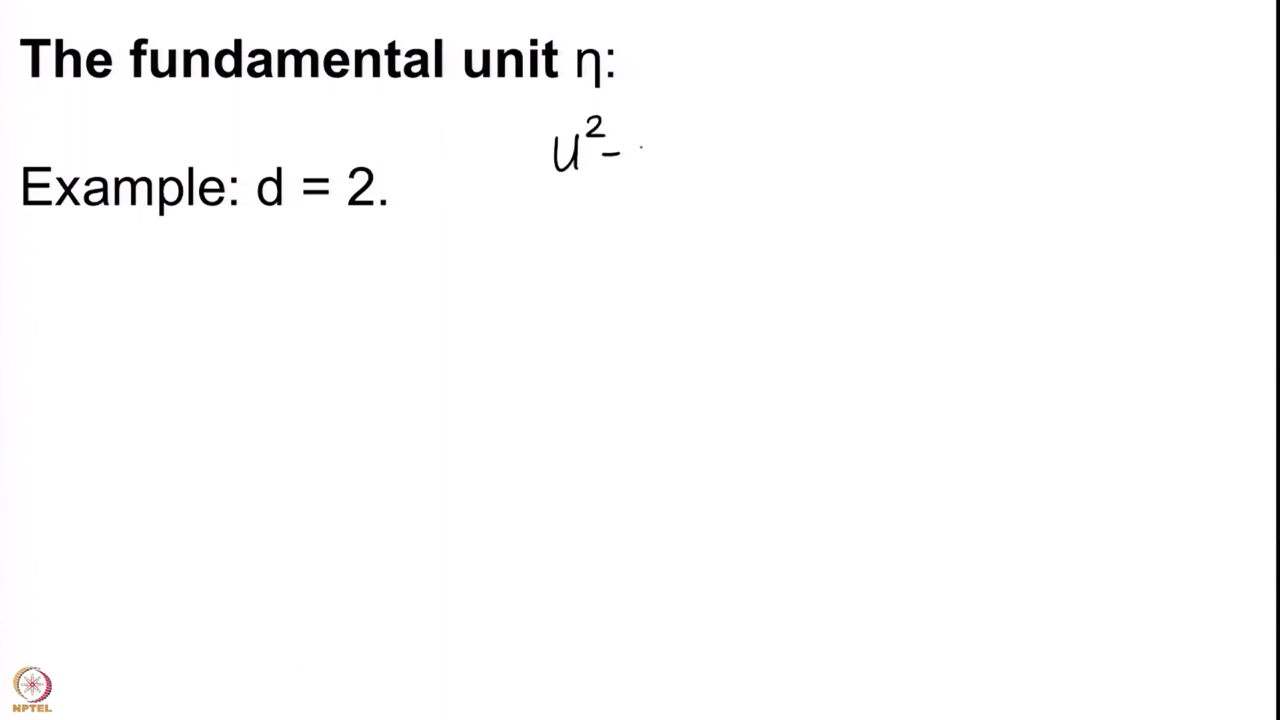 The fundamental unit η:
u² -
Example: d = 2.
NPTEL